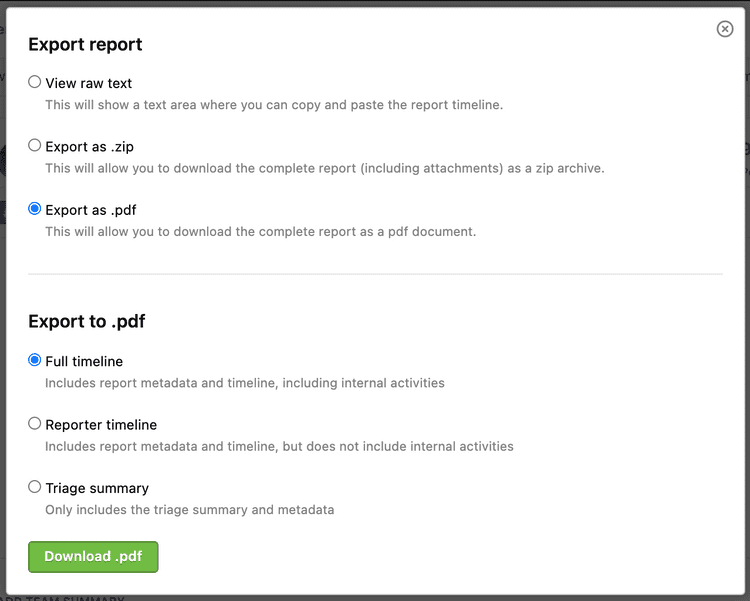 Export report
View raw text
This will show a text area where you can copy and paste the report timeline.
Export as .zip
This will allow you to download the complete report (including attachments) as a zip archive.
Export as .pdf
This will allow you to download the complete report as a pdf document.
Export to .pdf
Full timeline
Includes report metadata and timeline, including internal activities
Reporter timeline
Includes report metadata and timeline, but does not include internal activities
Triage summary
Only includes the triage summary and metadata
Download .pdf
TEAM SUMMARY